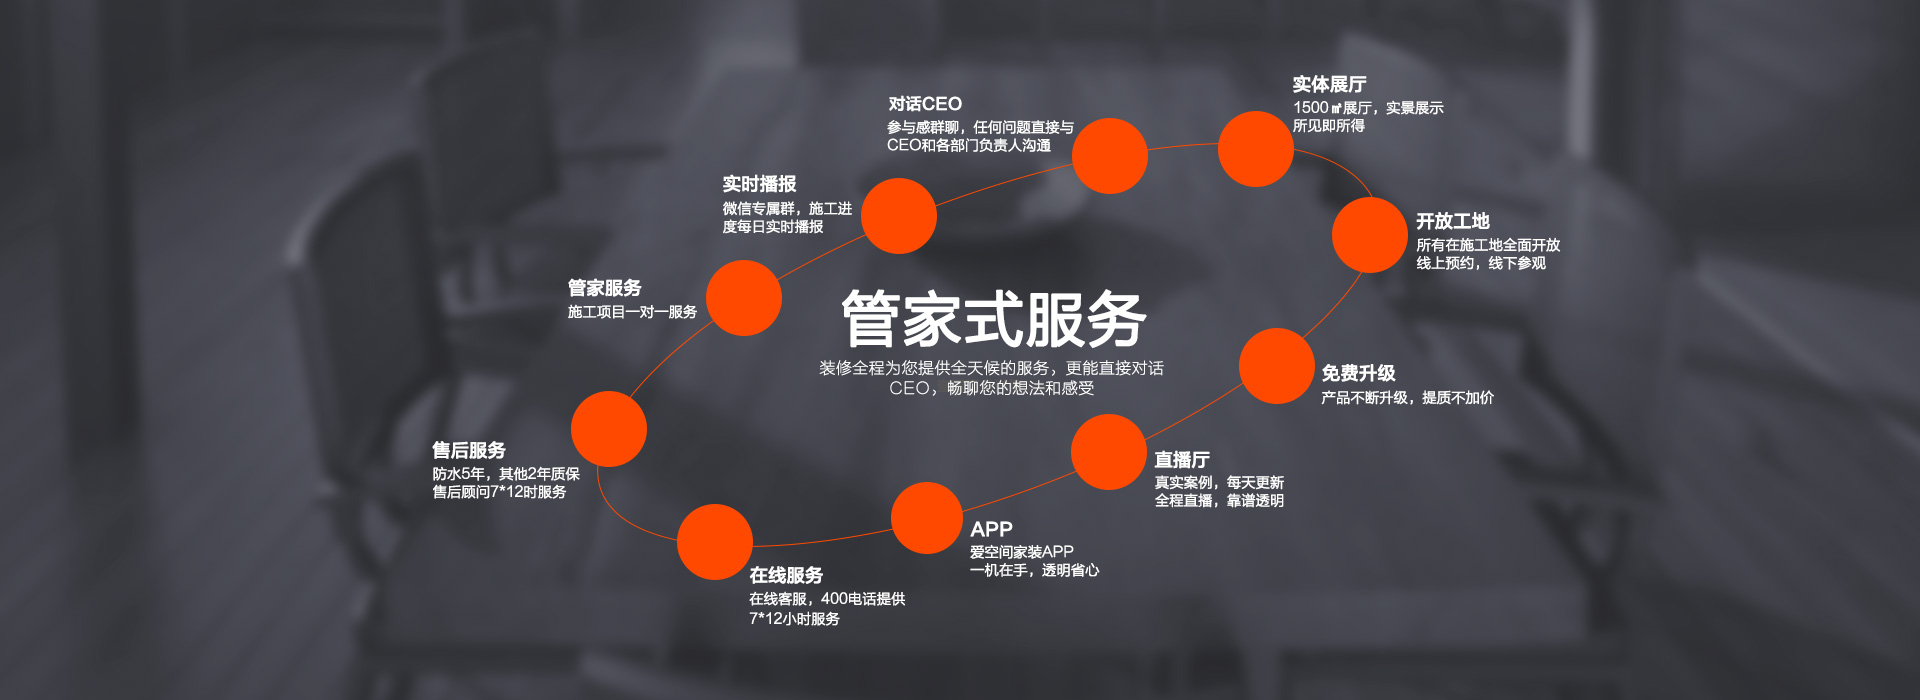 实体展厅
1500㎡展厅，实景展示
所见即所得
对话CEO
参与感群聊，任何问题直接与
CEO和各部门负责人沟通
实时播报
微信专属群，施工进
度每日实时播报
开放工地
所有在施工地全面开放
线上预约，线下参观
管家服务
施工项目一对一服务
管家式服务
装修全程为您提供全天候的服务，更能直接对话
CEO，畅聊您的想法和感受
免费升级
产品不断升级，提质不加价
售后服务
防水5年，其他2年质保
售后顾问7*12时服务
直播厅
真实案例，每天更新
全程直播，靠谱透明
APP
爱空间家装APP
一机在手，透明省心
在线服务
在线客服，400电话提供
7*12小时服务